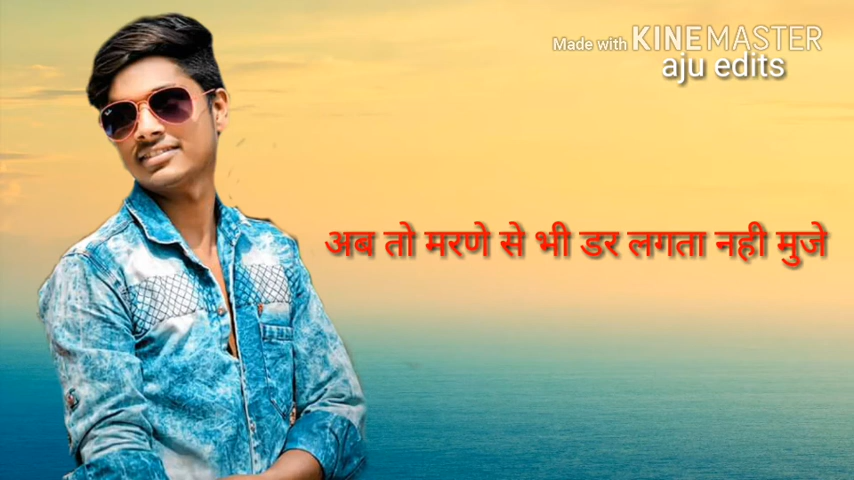 Made with KINEMASTER
aju edits
अब तो मरणे से भी डर लगता नही मुजे